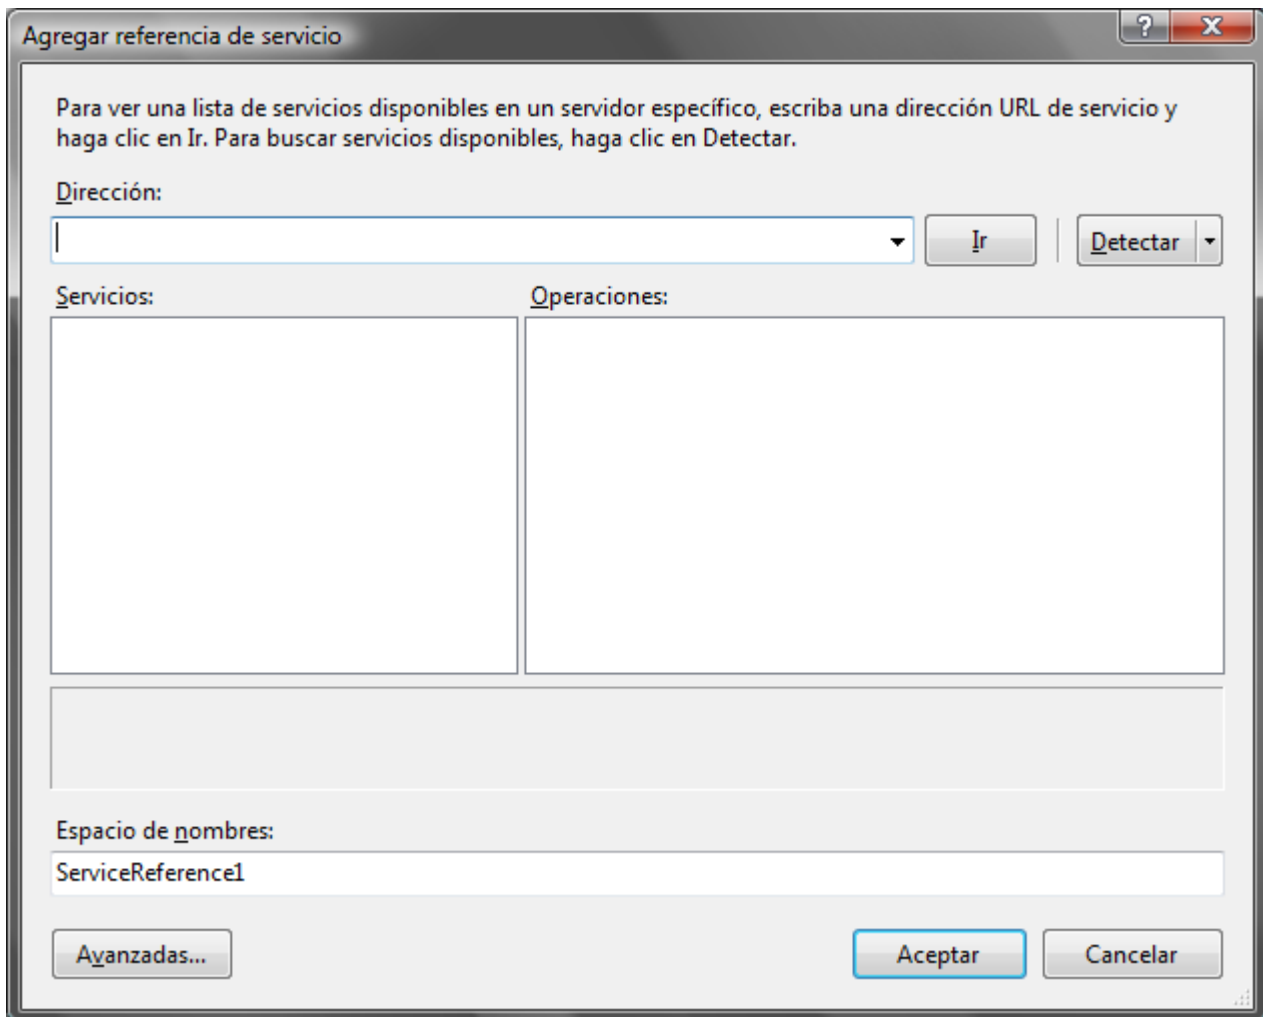 Agregar referencia de servicio
?
Para ver una lista de servicios disponibles en un servidor específico, escriba una dirección URL de servicio y
haga clic en Ir. Para buscar servicios disponibles, haga clic en Detectar.
Dirección:
Ir
Detectar
Servicios:
Operaciones:
Espacio de nombres:
ServiceReference1
Avanzadas...
Aceptar
Cancelar